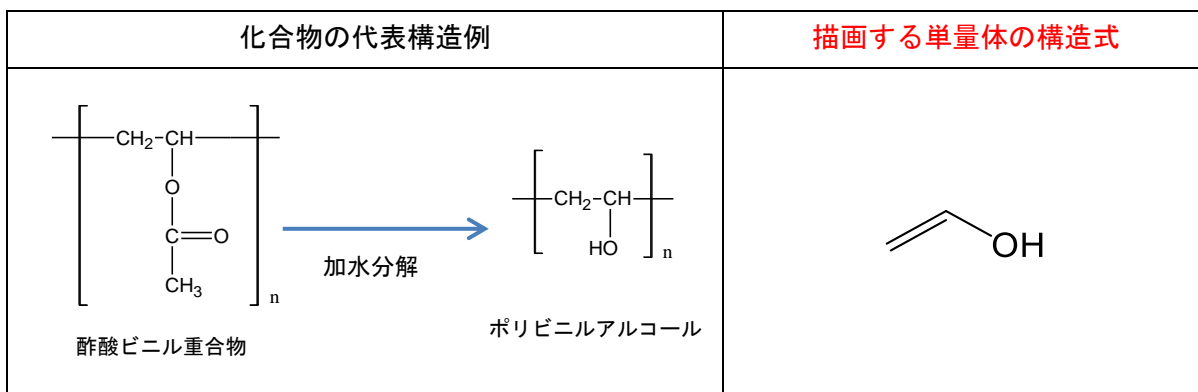 化合物の代表構造例
描画する単量体の構造式
CH2 CH
O
C O
CH3
n
酢酸ビニル重合物
加水分解
CH2 CH
HO
n
ポリビニルアルコール
OH